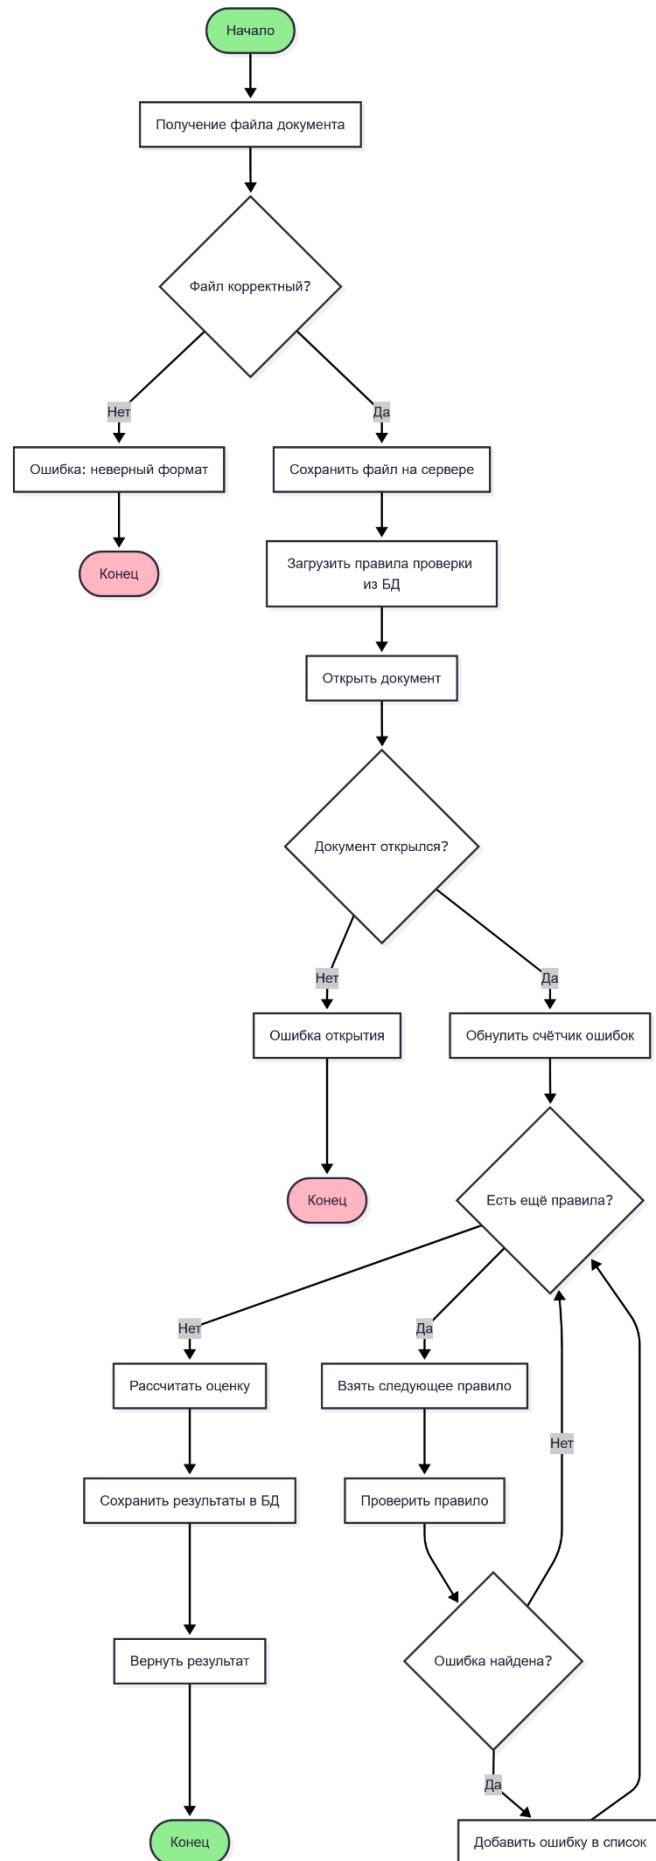 Начало
Получение файла документа
Файл корректный?
Нет
Да
Ошибка: неверный формат
Сохранить файл на сервере
Конец
Загрузить правила проверки
из БД
Открыть документ
Документ открылся?
Нет
Да
Ошибка открытия
Обнулить счётчик ошибок
Конец
Есть ещё правила?
Нет
Да
Рассчитать оценку
Взять следующее правило
Нет
Сохранить результаты в БД
Проверить правило
Вернуть результат
Ошибка найдена?
Да
Конец
Добавить ошибку в список